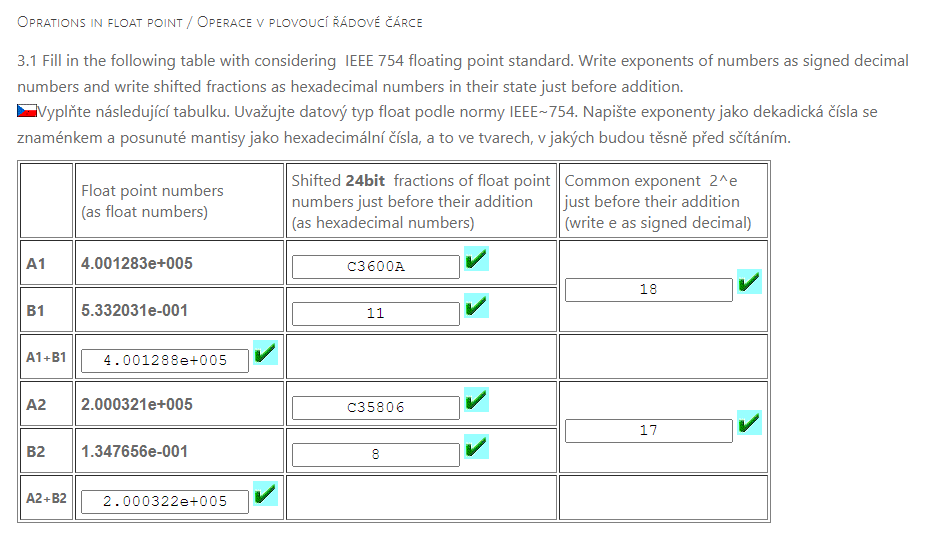 Oprations in float point / Operace v plovoucí řádové čárce
3.1 Fill in the following table with considering IEEE 754 floating point standard. Write exponents of numbers as signed decimal
numbers and write shifted fractions as hexadecimal numbers in their state just before addition.
Vyplňte následující tabulku. Uvažujte datový typ float podle normy IEEE~754. Napište exponenty jako dekadická čísla se
znaménkem a posunuté mantisy jako hexadecimální čísla, a to ve tvarech, v jakých budou těsně před sčítáním.
Float point numbers
(as float numbers)
Shifted 24bit fractions of float point
numbers just before their addition
(as hexadecimal numbers)
Common exponent 2^e
just before their addition
(write e as signed decimal)
A1 4.001283e+005 C3600A
18
B1 5.332031e-001 11
A1+B1 4.001288e+005
A2 2.000321e+005 C35806
17
B2 1.347656e-001 8
A2+B2 2.000322e+005